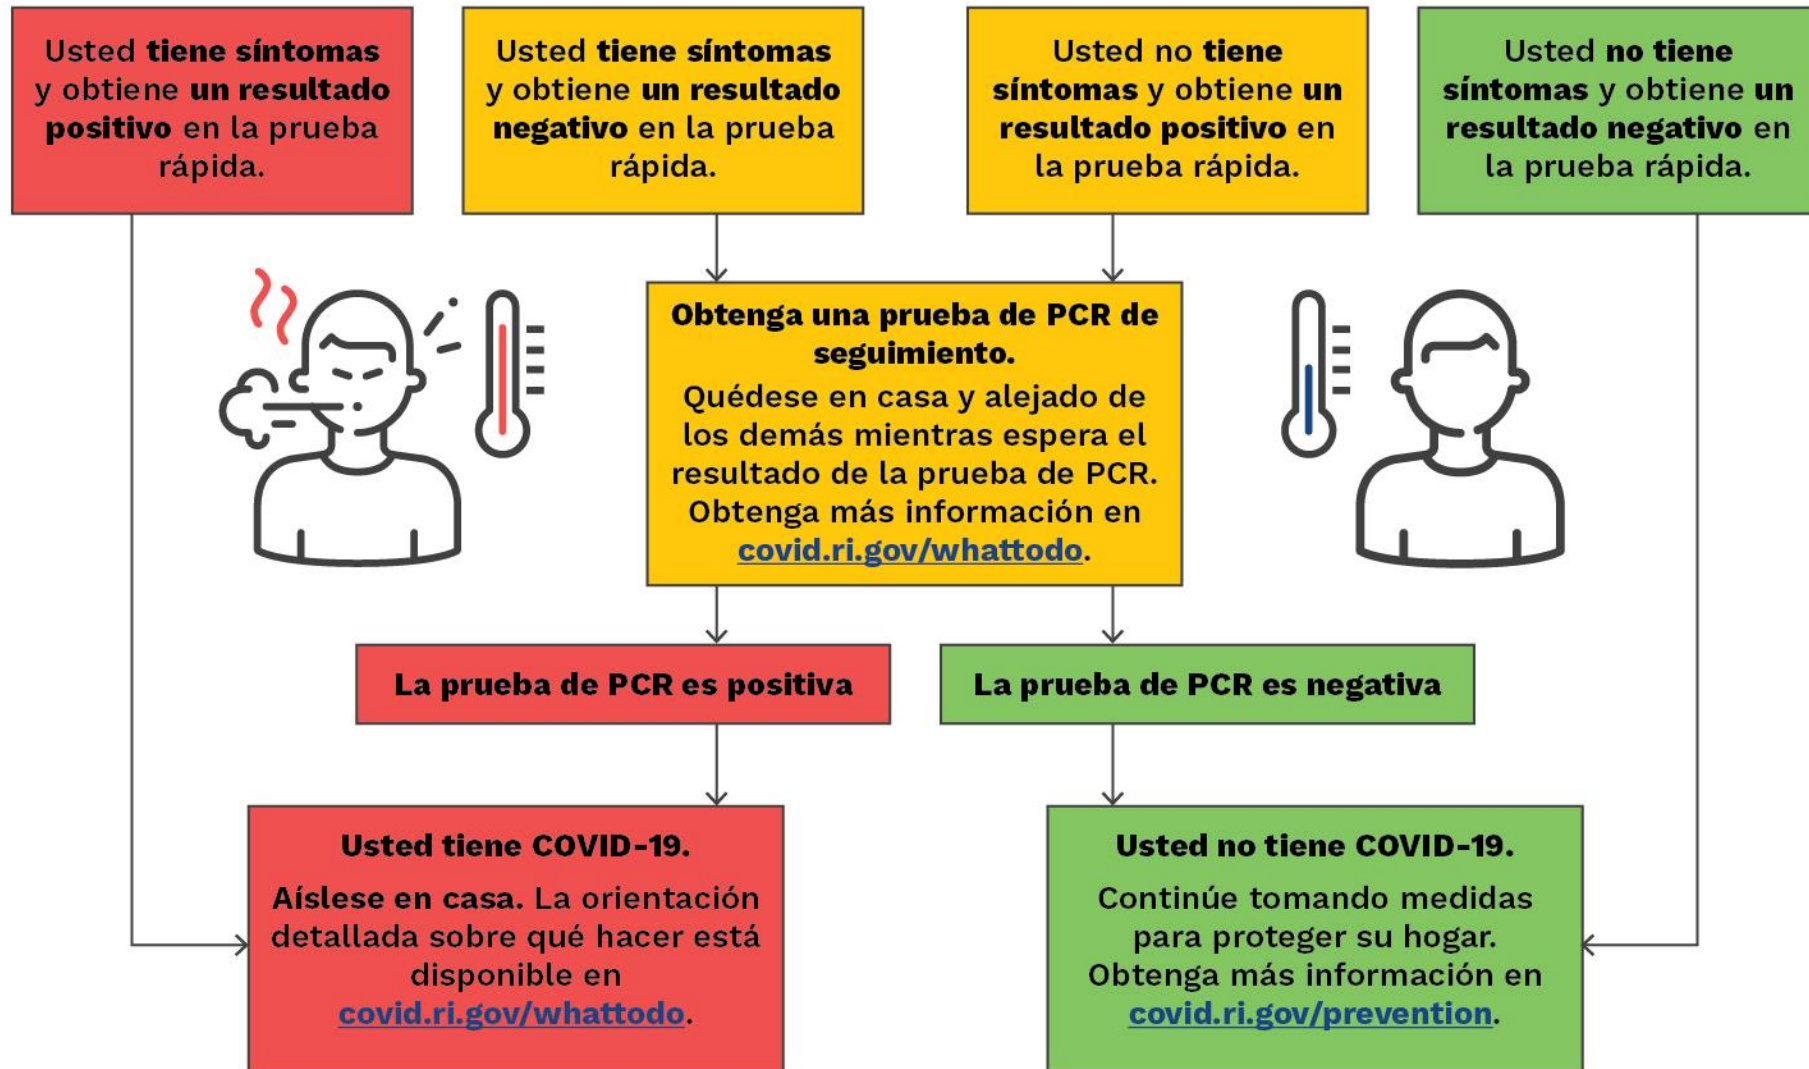 Usted tiene síntomas
y obtiene un resultado
positivo en la prueba
rápida.
Usted tiene síntomas
y obtiene un resultado
negativo en la prueba
rápida.
Usted no tiene
síntomas y obtiene un
resultado positivo en
la prueba rápida.
Usted no tiene
síntomas y obtiene un
resultado negativo en
la prueba rápida.
Obtenga una prueba de PCR de
seguimiento.
Quédese en casa y alejado de
los demás mientras espera el
resultado de la prueba de PCR.
Obtenga más información en
covid.ri.gov/whattodo.
La prueba de PCR es positiva
La prueba de PCR es negativa
Usted tiene COVID-19.
Aíslese en casa. La orientación
detallada sobre qué hacer está
disponible en
covid.ri.gov/whattodo.
Usted no tiene COVID-19.
Continúe tomando medidas
para proteger su hogar.
Obtenga más información en
covid.ri.gov/prevention.